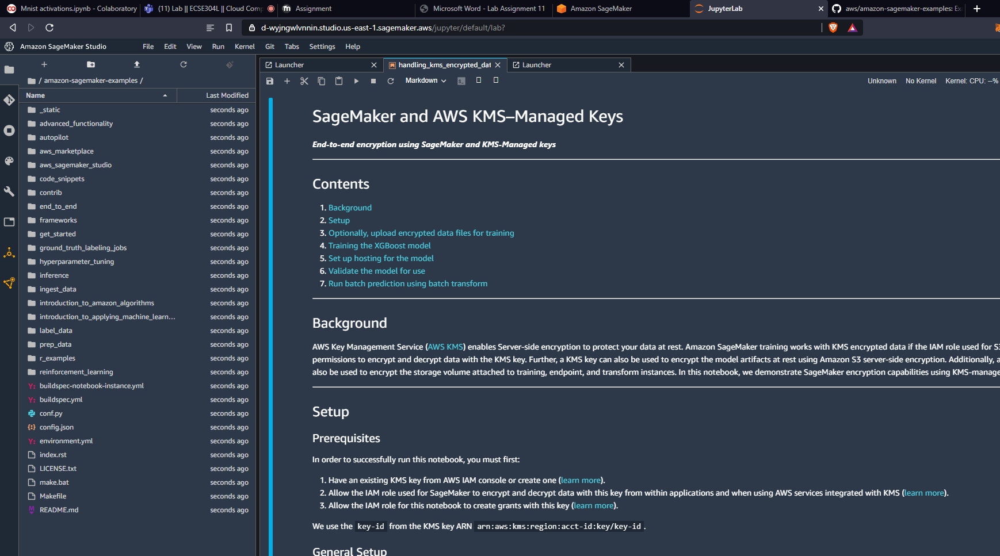 Mnist activations.ipynb - Colaboratory
(11) Lab || ECSE304L || Cloud Comp
Assignment
Microsoft Word - Lab Assignment 11
Amazon SageMaker
JupyterLab
aws/amazon-sagemaker-examples: Ex
d-wyjngwlvnnin.studio.us-east-1.sagemaker.aws/jupyter/default/lab?
Amazon SageMaker Studio File Edit View Run Kernel Git Tabs Settings Help
/ amazon-sagemaker-examples /
Name Last Modified
_static seconds ago
advanced_functionality seconds ago
autopilot seconds ago
aws_marketplace seconds ago
aws_sagemaker_studio seconds ago
code_snippets seconds ago
contrib seconds ago
end_to_end seconds ago
frameworks seconds ago
get_started seconds ago
ground_truth_labeling_jobs seconds ago
hyperparameter_tuning seconds ago
inference seconds ago
ingest_data seconds ago
introduction_to_amazon_algorithms seconds ago
introduction_to_applying_machine_learn... seconds ago
label_data seconds ago
prep_data seconds ago
r_examples seconds ago
reinforcement_learning seconds ago
buildspec-notebook-instance.yml seconds ago
buildspec.yml seconds ago
conf.py seconds ago
config.json seconds ago
environment.yml seconds ago
index.rst seconds ago
LICENSE.txt seconds ago
make.bat seconds ago
Makefile seconds ago
README.md seconds ago
Launcher
handling_kms_encrypted_dat
Launcher
Markdown
Unknown No Kernel Kernel: CPU: --%
SageMaker and AWS KMS–Managed Keys
End-to-end encryption using SageMaker and KMS-Managed keys
Contents
1. Background
2. Setup
3. Optionally, upload encrypted data files for training
4. Training the XGBoost model
5. Set up hosting for the model
6. Validate the model for use
7. Run batch prediction using batch transform
Background
AWS Key Management Service (AWS KMS) enables Server-side encryption to protect your data at rest. Amazon SageMaker training works with KMS encrypted data if the IAM role used for S3
permissions to encrypt and decrypt data with the KMS key. Further, a KMS key can also be used to encrypt the model artifacts at rest using Amazon S3 server-side encryption. Additionally, a
also be used to encrypt the storage volume attached to training, endpoint, and transform instances. In this notebook, we demonstrate SageMaker encryption capabilities using KMS-manage
Setup
Prerequisites
In order to successfully run this notebook, you must first:
1. Have an existing KMS key from AWS IAM console or create one (learn more).
2. Allow the IAM role used for SageMaker to encrypt and decrypt data with this key from within applications and when using AWS services integrated with KMS (learn more).
3. Allow the IAM role for this notebook to create grants with this key (learn more).
We use the key-id from the KMS key ARN arn:aws:kms:region:acct-id:key/key-id .
General Setup